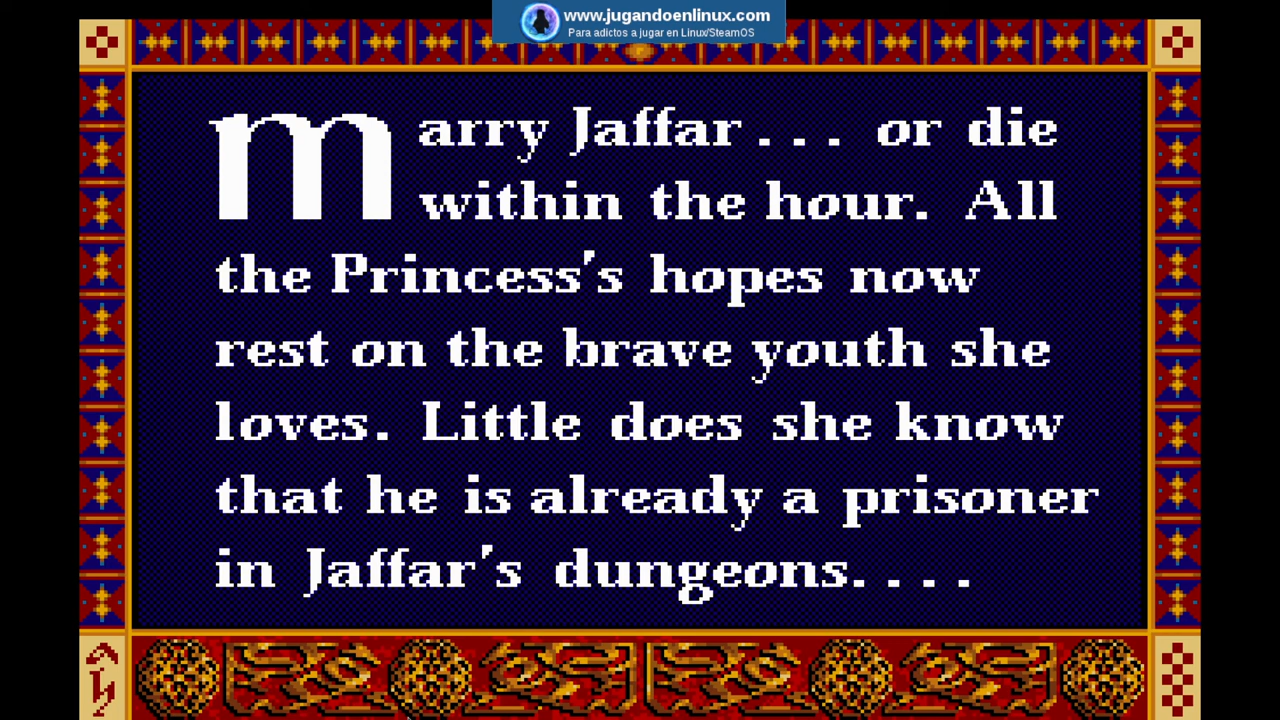 www.jugandoenlinux.com
Para adictos a jugar en Linux/SteamOS
Marry Jaffar . . . or die
within the hour. All
the Princess's hopes now
rest on the brave youth she
loves. Little does she know
that he is already a prisoner
in Jaffar's dungeons. . . .